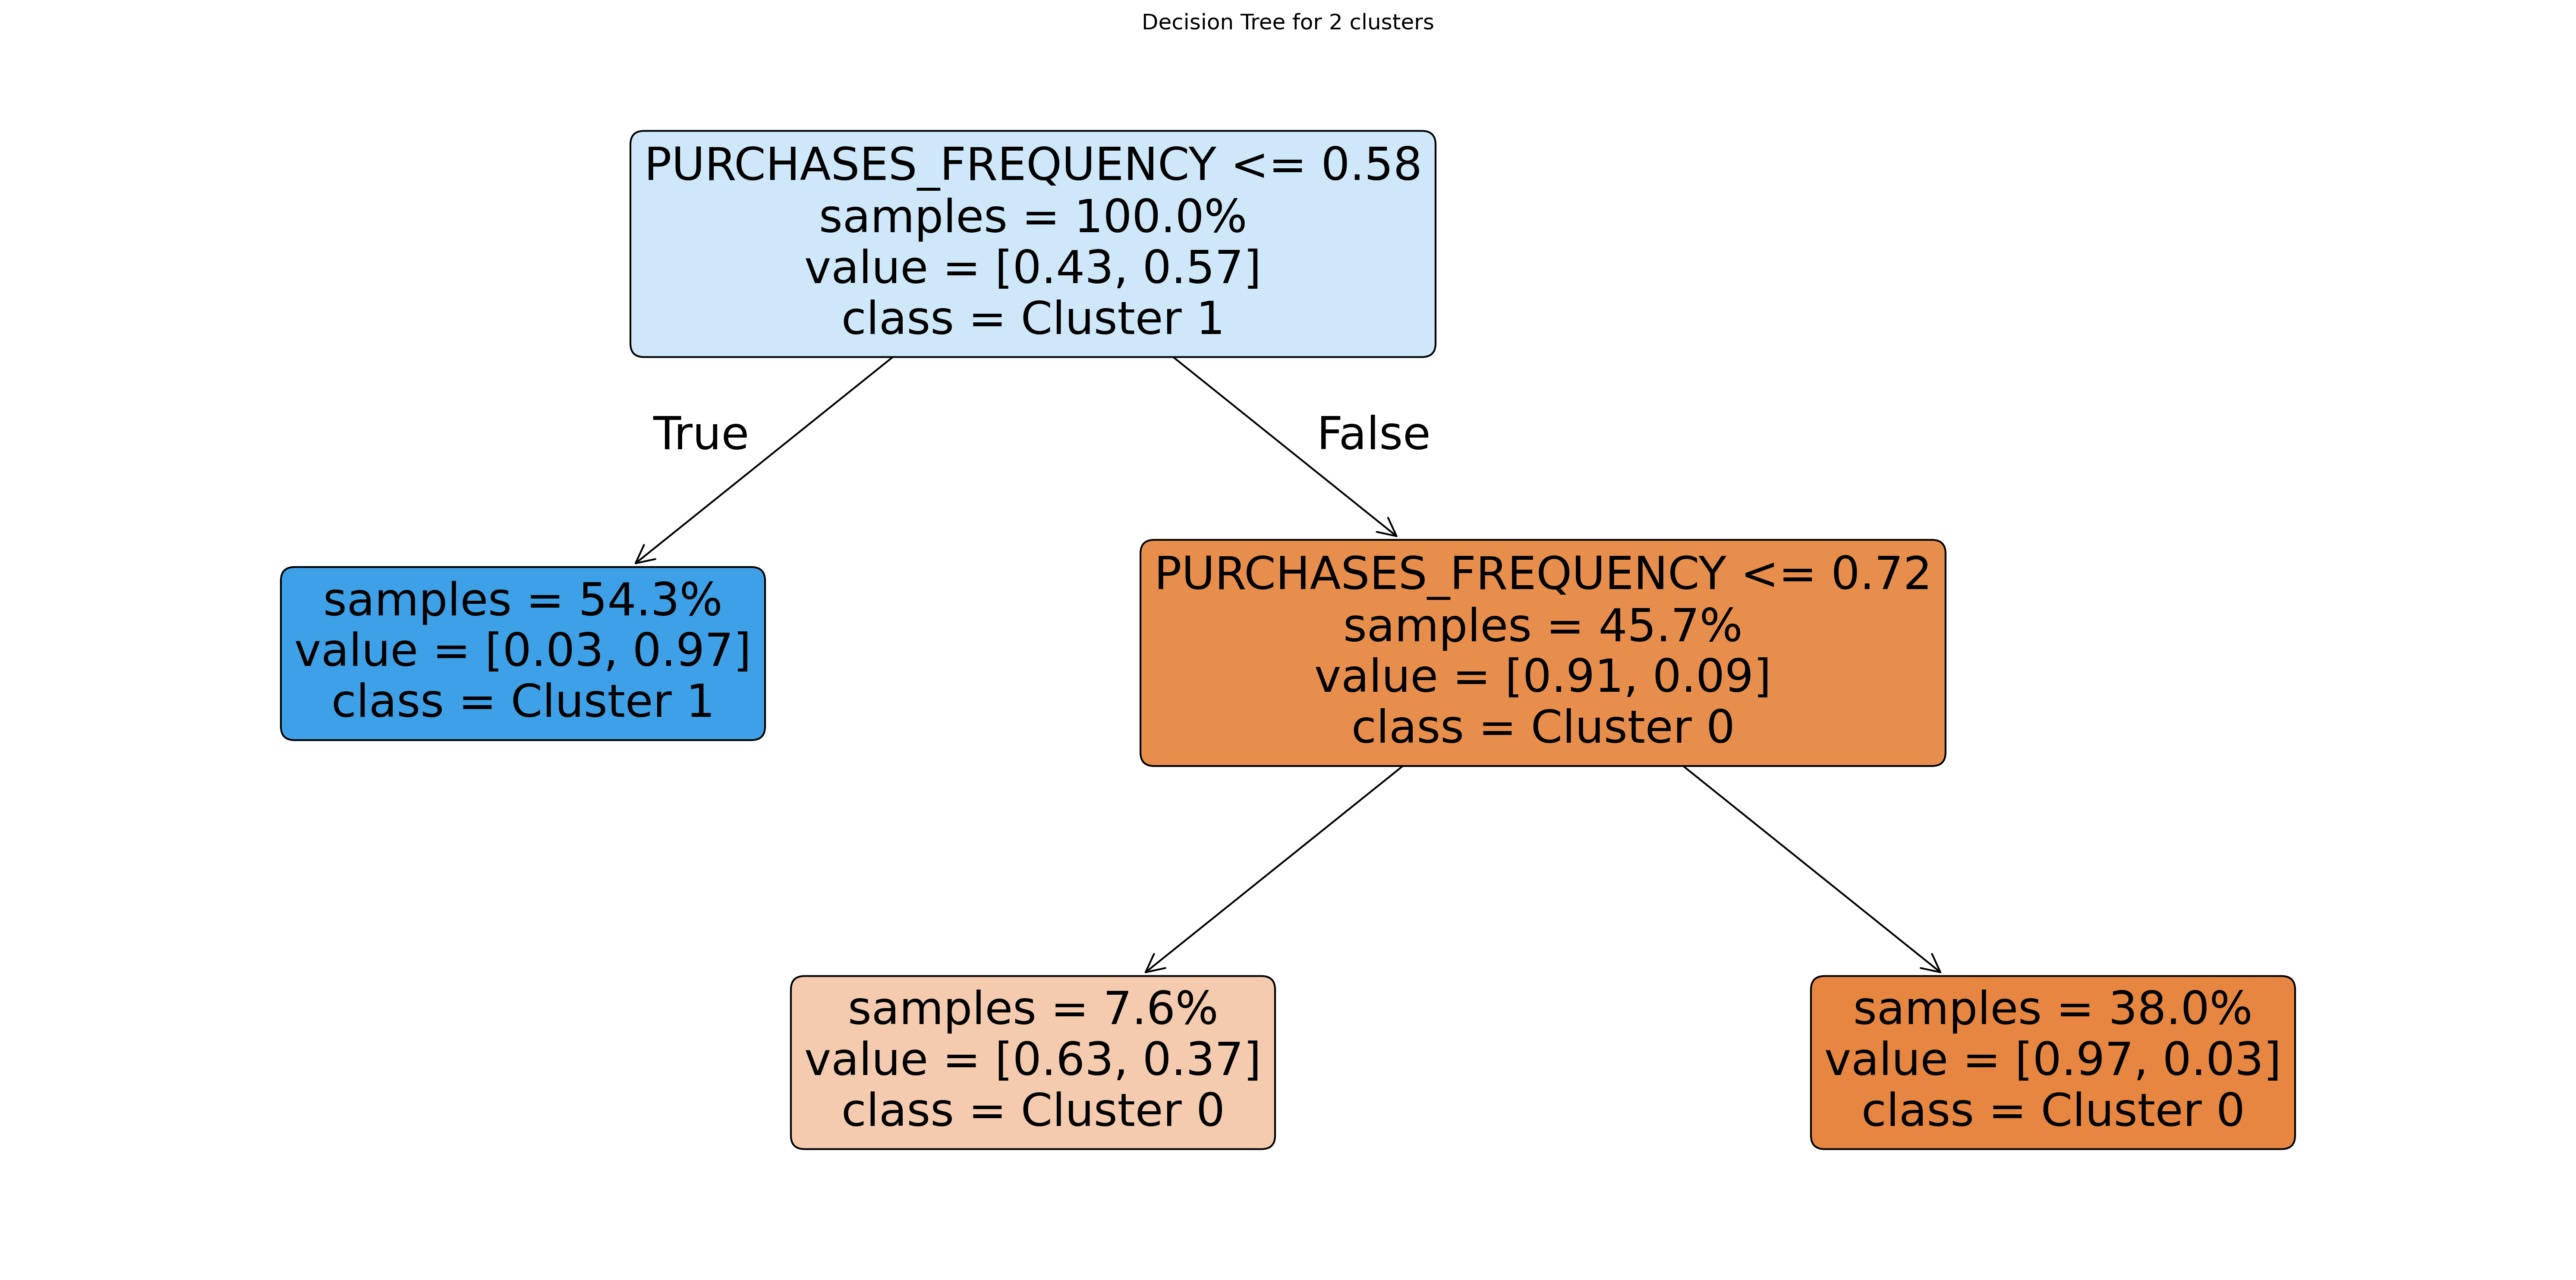 Decision Tree for 2 clusters
PURCHASES_FREQUENCY <= 0.58
samples = 100.0%
value = [0.43, 0.57]
class = Cluster 1
True
False
samples = 54.3%
value = [0.03, 0.97]
class = Cluster 1
PURCHASES_FREQUENCY <= 0.72
samples = 45.7%
value = [0.91, 0.09]
class = Cluster 0
samples = 7.6%
value = [0.63, 0.37]
class = Cluster 0
samples = 38.0%
value = [0.97, 0.03]
class = Cluster 0